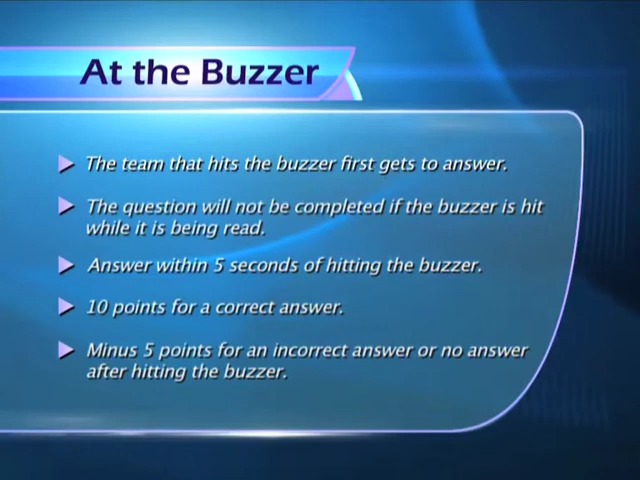 At the Buzzer
The team that hits the buzzer first gets to answer.
The question will not be completed if the buzzer is hit
while it is being read.
Answer within 5 seconds of hitting the buzzer.
10 points for a correct answer.
Minus 5 points for an incorrect answer or no answer
after hitting the buzzer.